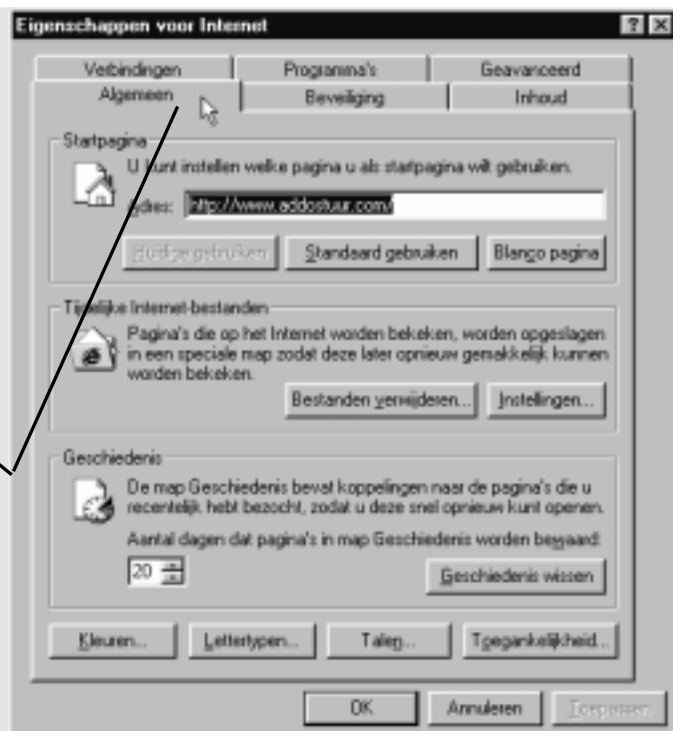 Eigenschappen voor Internet
Verbindingen Programma's Geavanceerd
Algemeen Beveiliging Inhoud
Startpagina
U kunt instellen welke pagina u als startpagina wilt gebruiken.
Adres: http://www.addostuur.com/
Huidige gebruiken Standaard gebruiken Blanco pagina
Tijdelijke Internet-bestanden
Pagina's die op het Internet worden bekeken, worden opgeslagen
in een speciale map zodat deze later opnieuw gemakkelijk kunnen
worden bekeken.
Bestanden verwijderen... Instellingen...
Geschiedenis
De map Geschiedenis bevat koppelingen naar de pagina's die u
recentelijk hebt bezocht, zodat u deze snel opnieuw kunt openen.
Aantal dagen dat pagina's in map Geschiedenis worden bewaard:
20
Geschiedenis wissen
Kleuren... Lettertypen... Talen... Toegankelijkheid...
OK Annuleren Toepassen